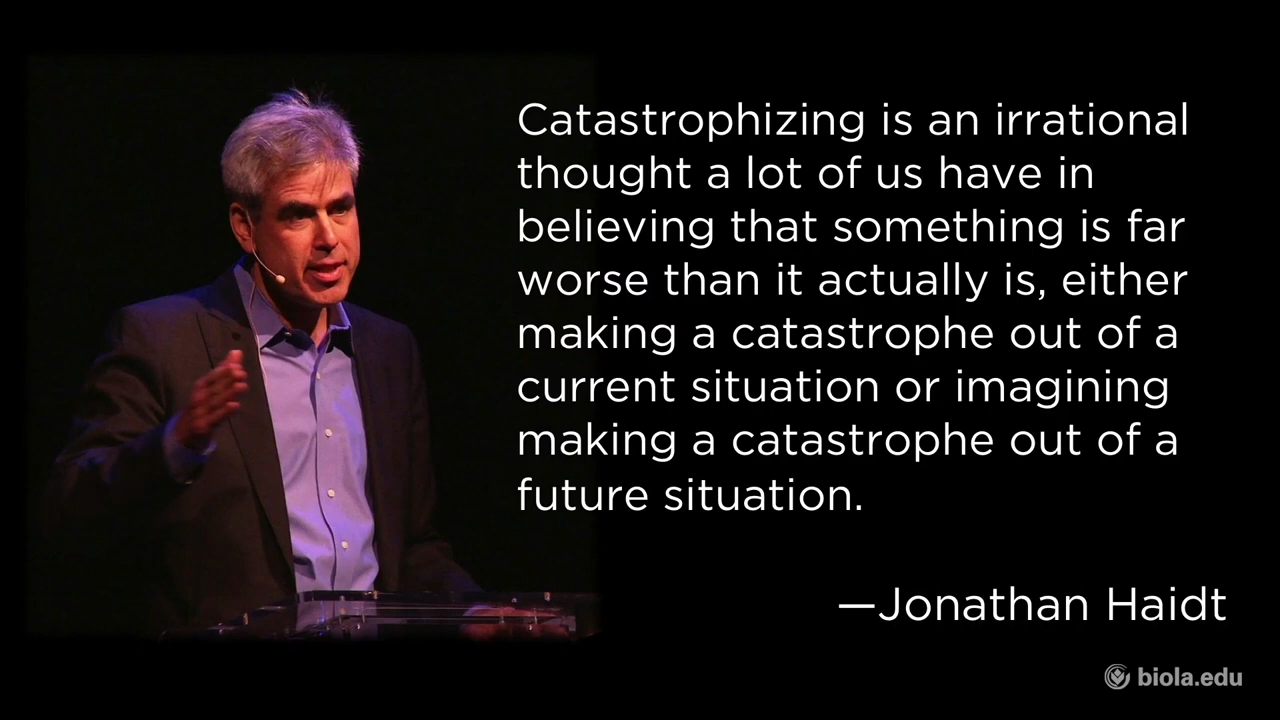 Catastrophizing is an irrational
thought a lot of us have in
believing that something is far
worse than it actually is, either
making a catastrophe out of a
current situation or imagining
making a catastrophe out of a
future situation.
—Jonathan Haidt
biola.edu